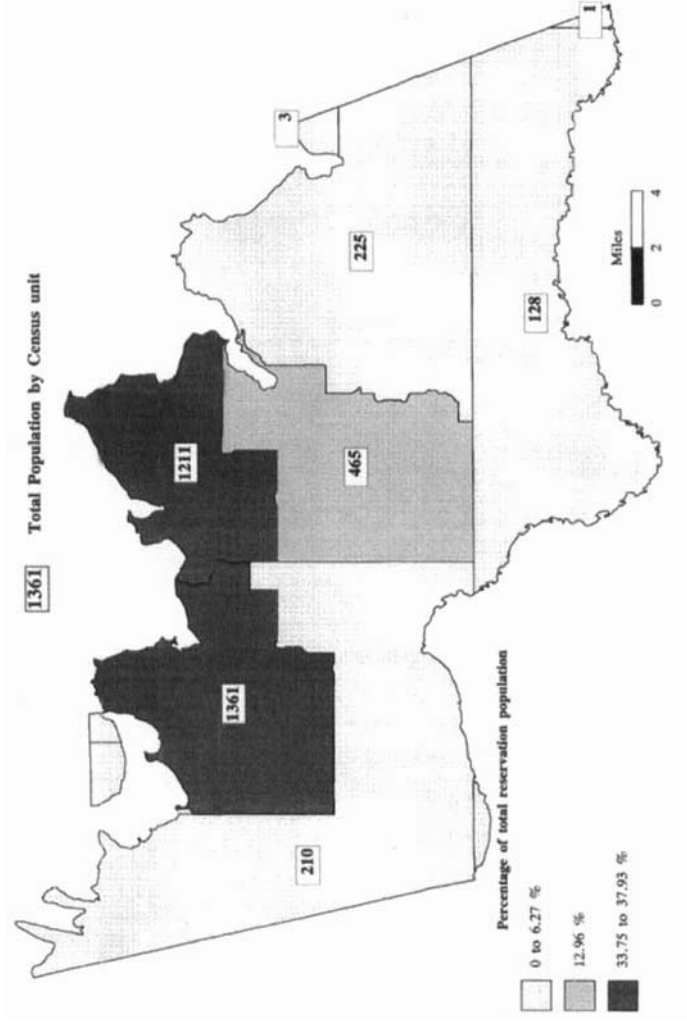 1361 Total Population by Census unit
3
1
225
1211
128
465
1361
210
Miles
0 2 4
Percentage of total reservation population
0 to 6.27 %
12.96 %
33.75 to 37.93 %